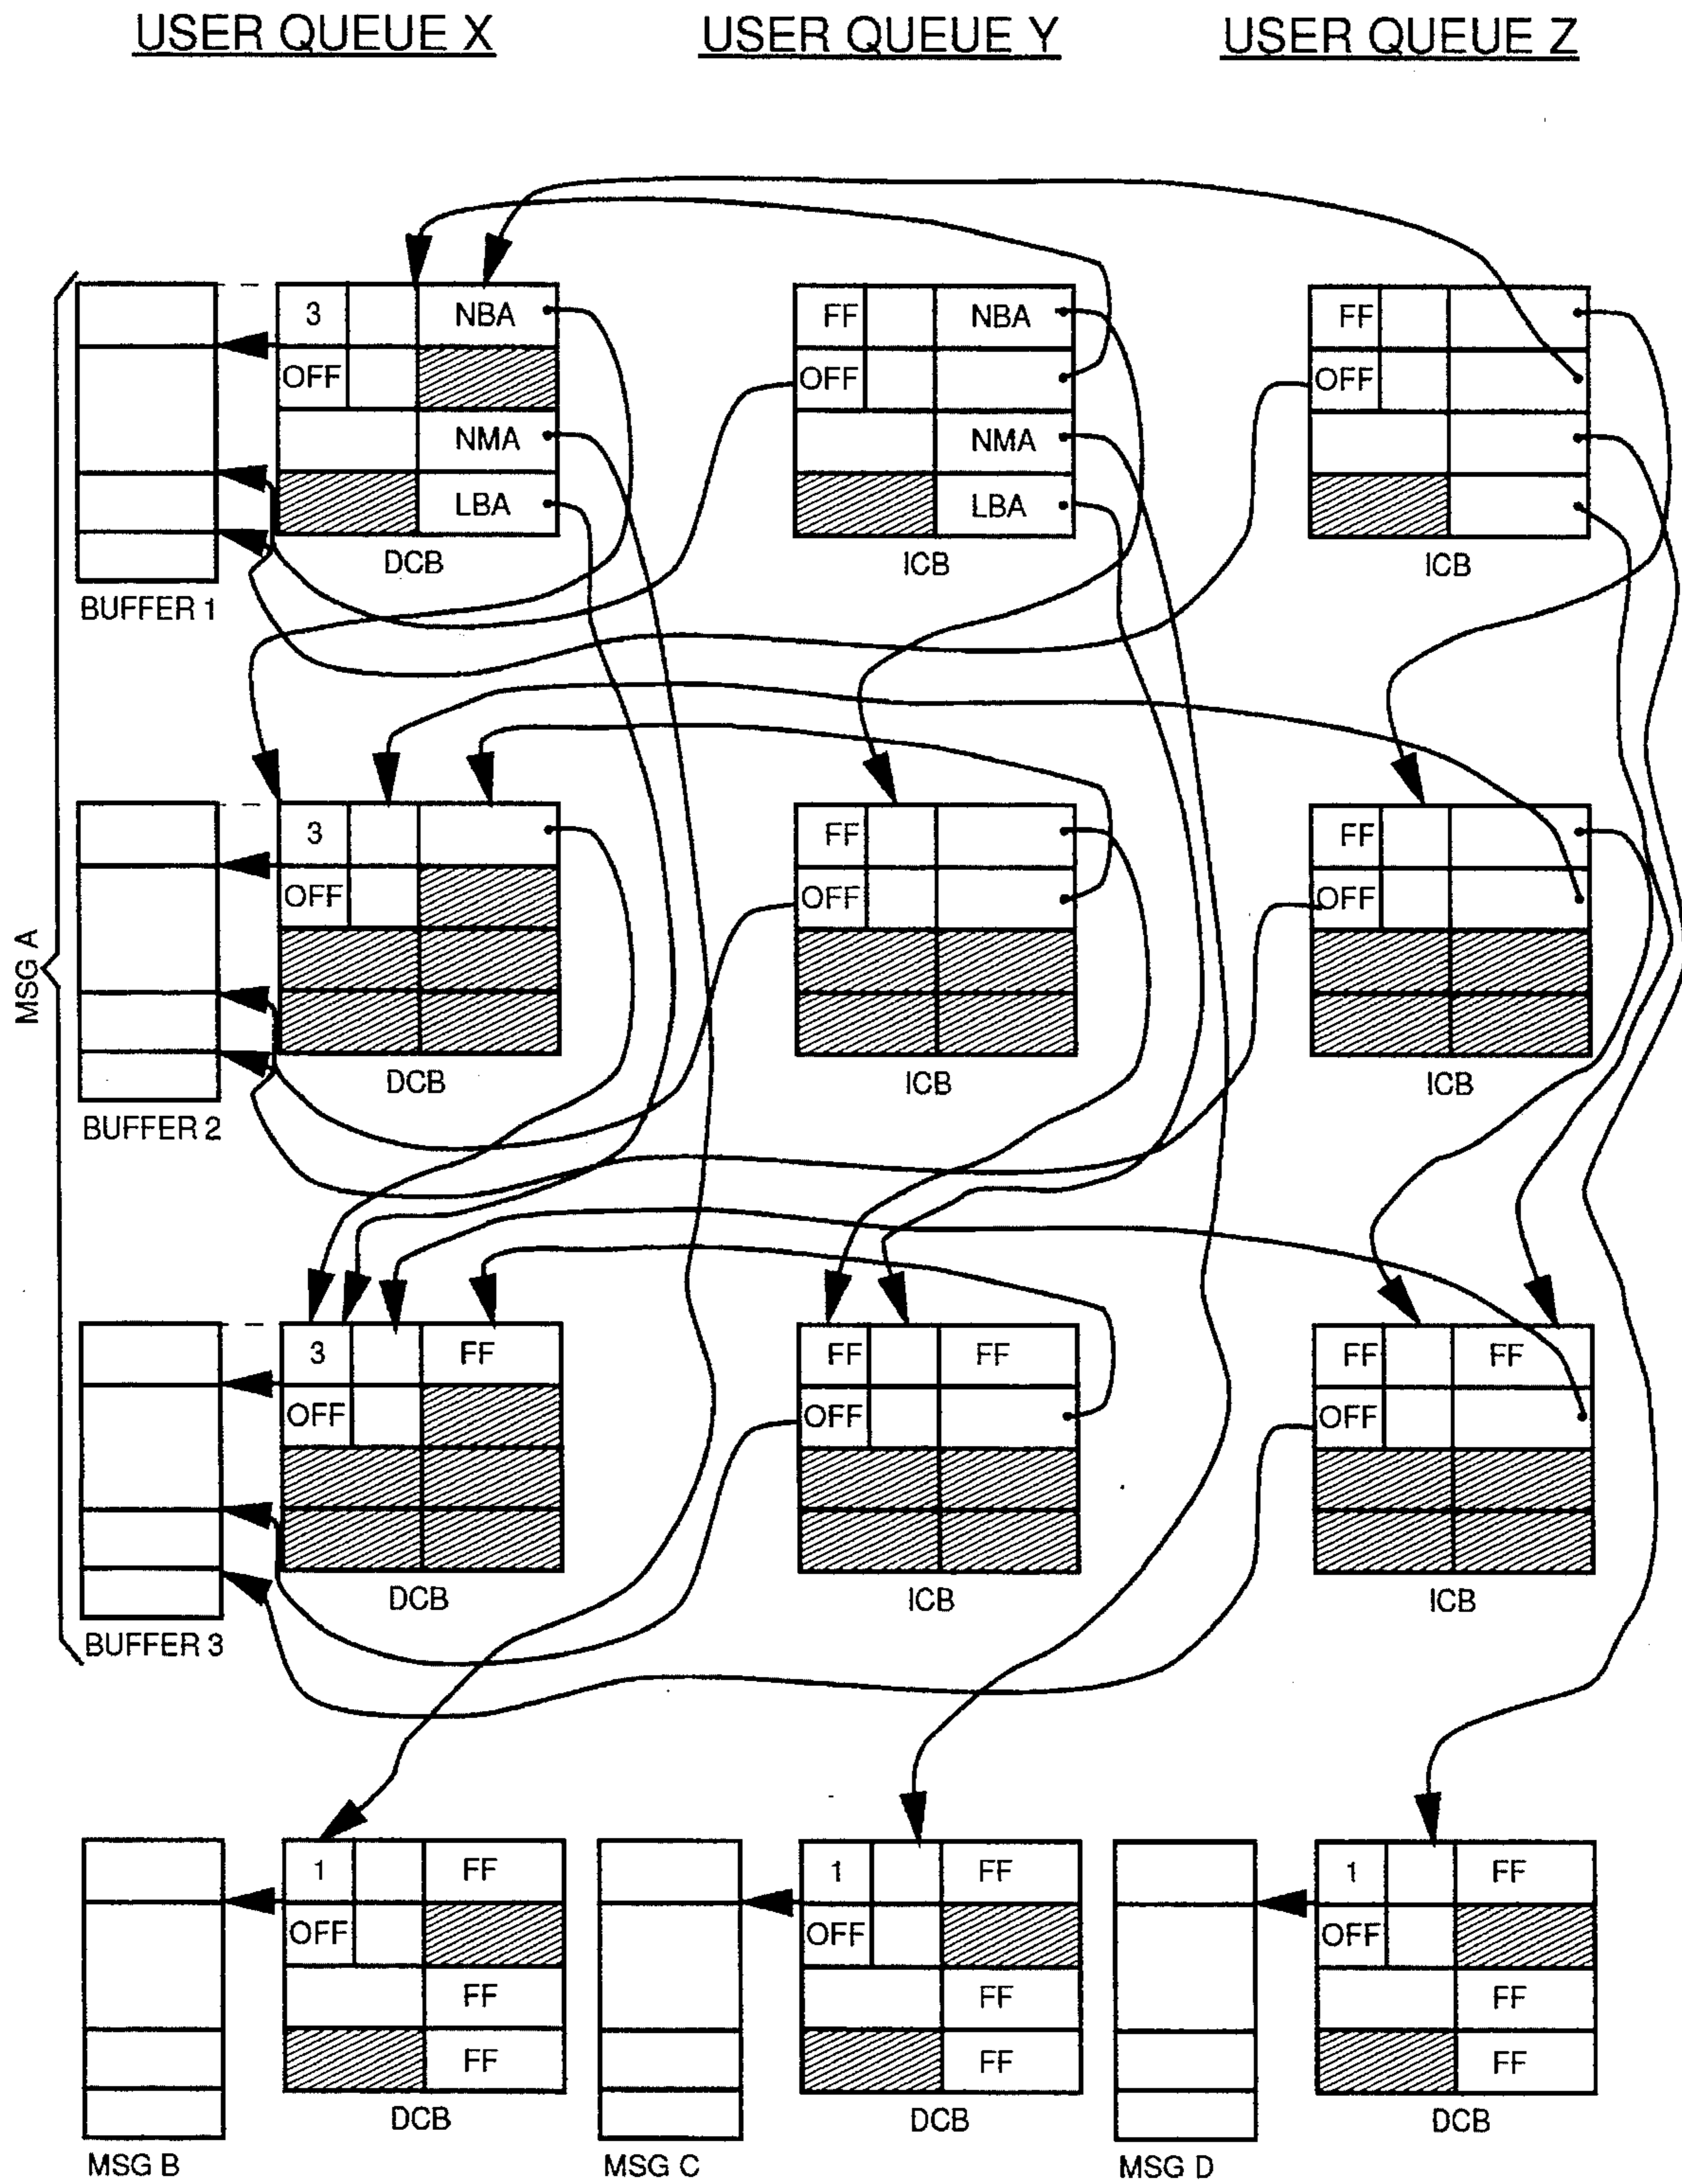 USER QUEUE X USER QUEUE Y USER QUEUE Z
3 NBA FF NBA FF
OFF OFF OFF
NMA NMA
LBA LBA
DCB ICB ICB
BUFFER 1
3 FF FF
OFF OFF OFF
MSG A
DCB ICB ICB
BUFFER 2
3 FF FF FF FF FF
OFF OFF OFF
DCB ICB ICB
BUFFER 3
1 FF 1 FF 1 FF
OFF OFF OFF
FF FF FF
FF FF FF
DCB DCB DCB
MSG B MSG C MSG D